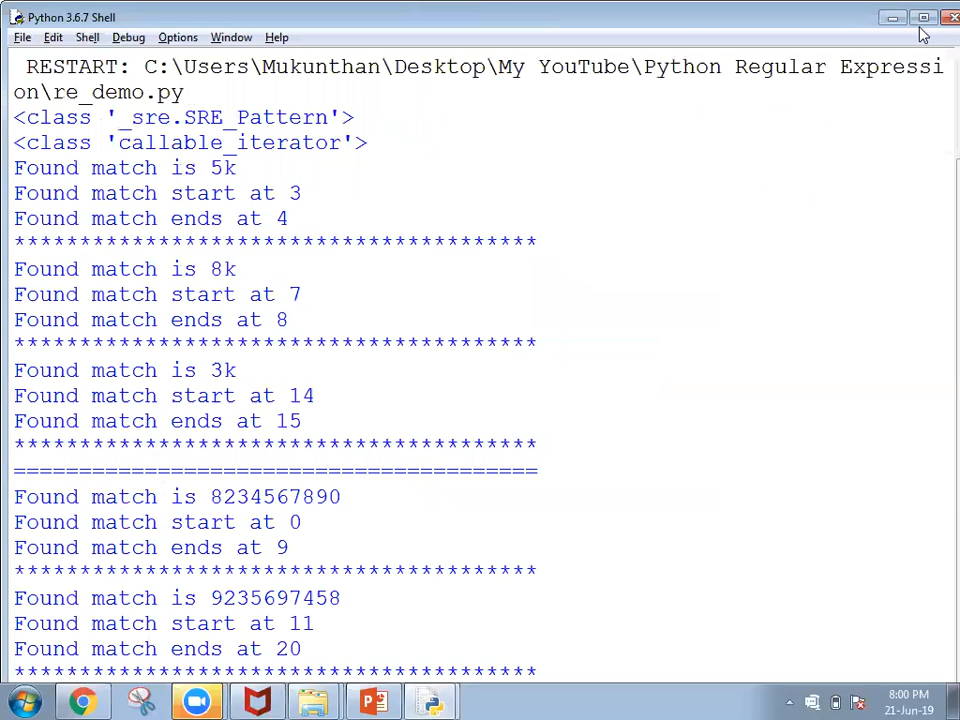 Python 3.6.7 Shell
File Edit Shell Debug Options Window Help
RESTART: C:\Users\Mukunthan\Desktop\My YouTube\Python Regular Expressi
on\re_demo.py
<class '_sre.SRE_Pattern'>
<class 'callable_iterator'>
Found match is 5k
Found match start at 3
Found match ends at 4
****************************************
Found match is 8k
Found match start at 7
Found match ends at 8
****************************************
Found match is 3k
Found match start at 14
Found match ends at 15
****************************************
========================================
Found match is 8234567890
Found match start at 0
Found match ends at 9
****************************************
Found match is 9235697458
Found match start at 11
Found match ends at 20
****************************************
8:00 PM
21-Jun-19